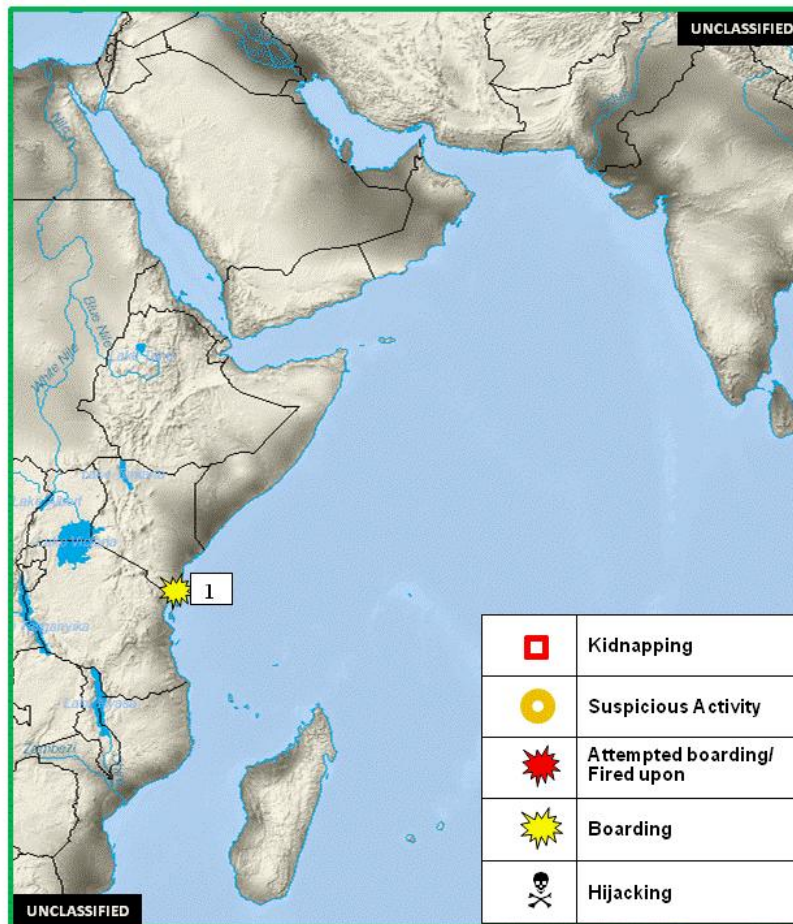 UNCLASSIFIED
Nile
Blue Nile
White Nile
Lake Tana
Lake Turkana
Lake Albert
Lake Victoria
1
Tanganyika
Lake Nyasa
Zambezi
Kidnapping
Suspicious Activity
Attempted boarding/
Fired upon
Boarding
Hijacking
UNCLASSIFIED